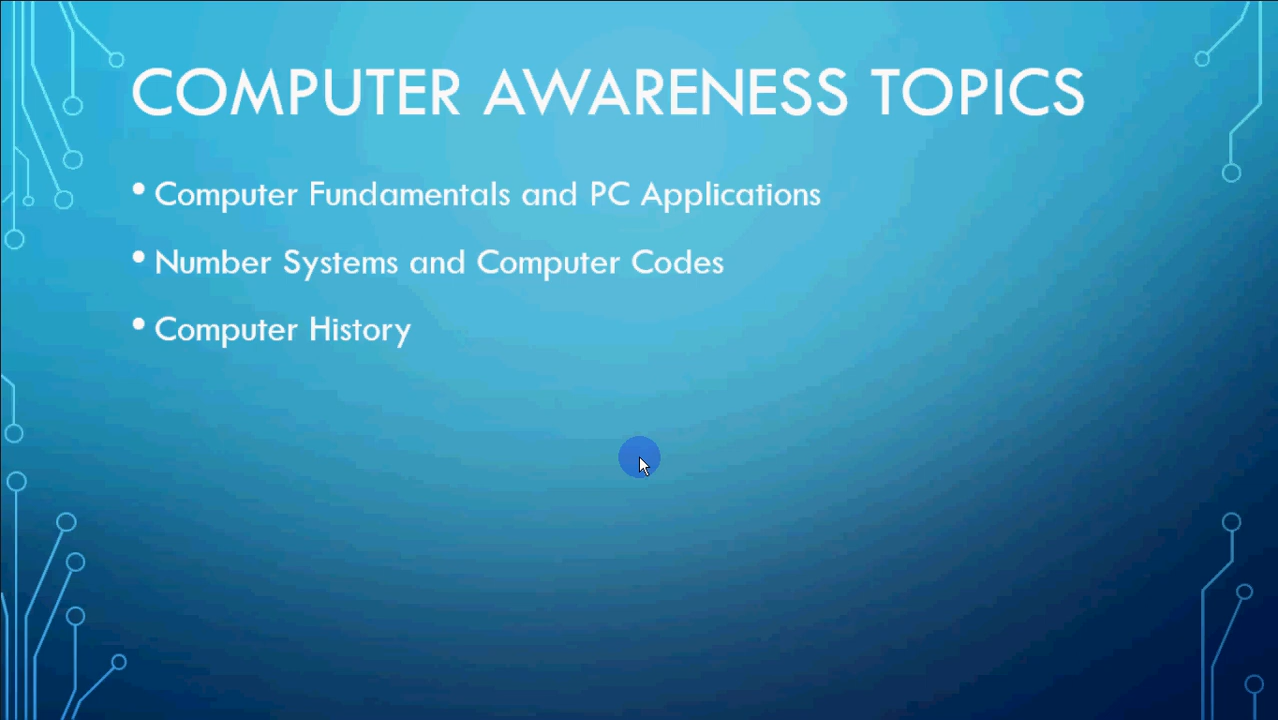 COMPUTER AWARENESS TOPICS
• Computer Fundamentals and PC Applications
• Number Systems and Computer Codes
• Computer History